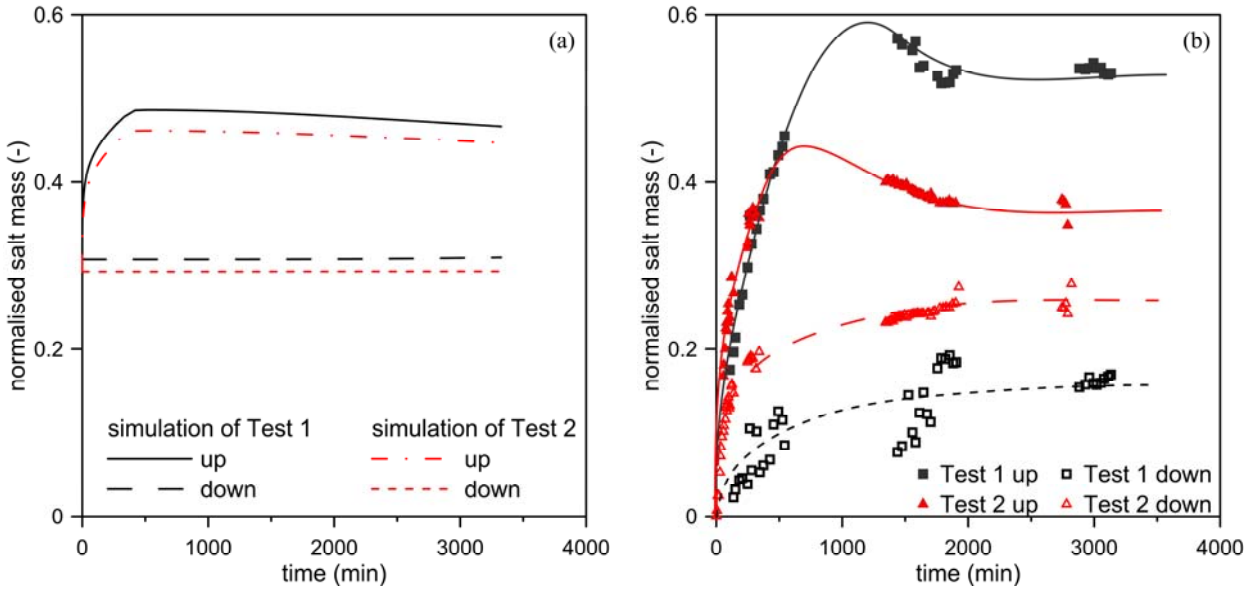 0.6
(a)
0.4
0.2
0
normalised salt mass (-)
simulation of Test 1
simulation of Test 2
up
up
down
down
0
1000
2000
3000
4000
time (min)
0.6
(b)
0.4
0.2
0
normalised salt mass (-)
Test 1 up
Test 1 down
Test 2 up
Test 2 down
0
1000
2000
3000
4000
time (min)